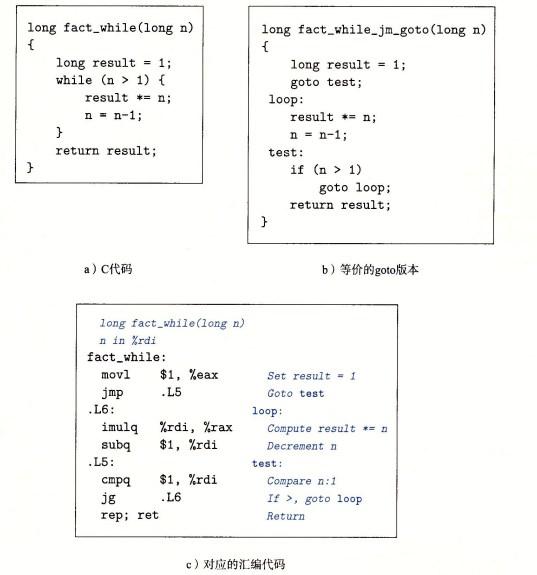 long fact_while(long n)
{
    long result = 1;
    while (n > 1) {
        result *= n;
        n = n-1;
    }
    return result;
}
a）C代码
long fact_while_jm_goto(long n)
{
    long result = 1;
    goto test;
 loop:
    result *= n;
    n = n-1;
 test:
    if (n > 1)
        goto loop;
    return result;
}
b）等价的goto版本
long fact_while(long n)
n in %rdi
fact_while:
  movl    $1, %eax    Set result = 1
  jmp     .L5    Goto test
.L6:    loop:
  imulq   %rdi, %rax    Compute result *= n
  subq    $1, %rdi    Decrement n
.L5:    test:
  cmpq    $1, %rdi    Compare n:1
  jg      .L6    If >, goto loop
  rep; ret    Return
c）对应的汇编代码